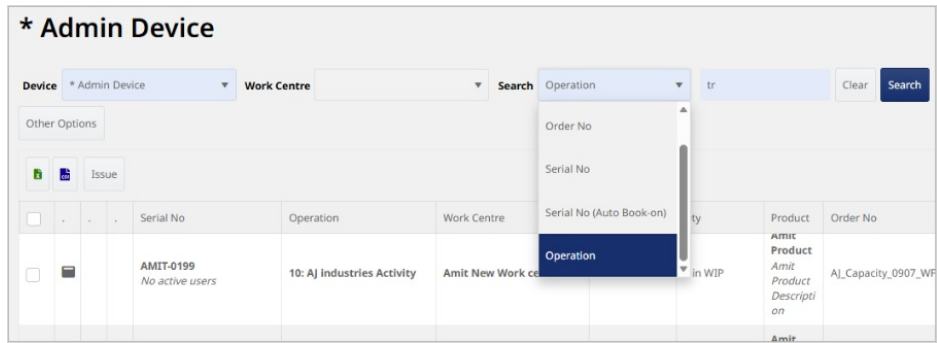 * Admin Device
Device * Admin Device Work Centre Search Operation tr Clear Search
Other Options
Order No
Serial No
Serial No (Auto Book-on)
Operation
CSV Issue
. . . Serial No Operation Work Centre Product Order No
AMIT-0199
No active users
10: AJ industries Activity
Amit New Work ce
in WIP
Amit
Product
Amit
Product
Descripti
on
AJ_Capacity_0907_WF
Amit